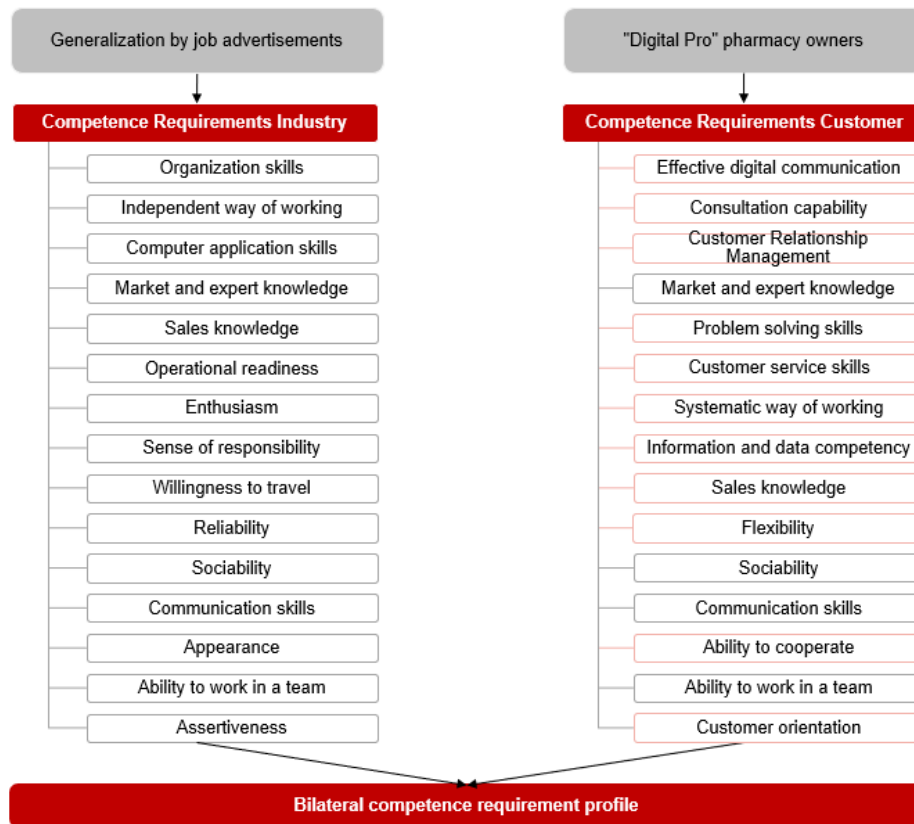 Generalization by job advertisements
"Digital Pro" pharmacy owners
Competence Requirements Industry
Competence Requirements Customer
Organization skills
Independent way of working
Computer application skills
Market and expert knowledge
Sales knowledge
Operational readiness
Enthusiasm
Sense of responsibility
Willingness to travel
Reliability
Sociability
Communication skills
Appearance
Ability to work in a team
Assertiveness
Effective digital communication
Consultation capability
Customer Relationship
Management
Market and expert knowledge
Problem solving skills
Customer service skills
Systematic way of working
Information and data competency
Sales knowledge
Flexibility
Sociability
Communication skills
Ability to cooperate
Ability to work in a team
Customer orientation
Bilateral competence requirement profile